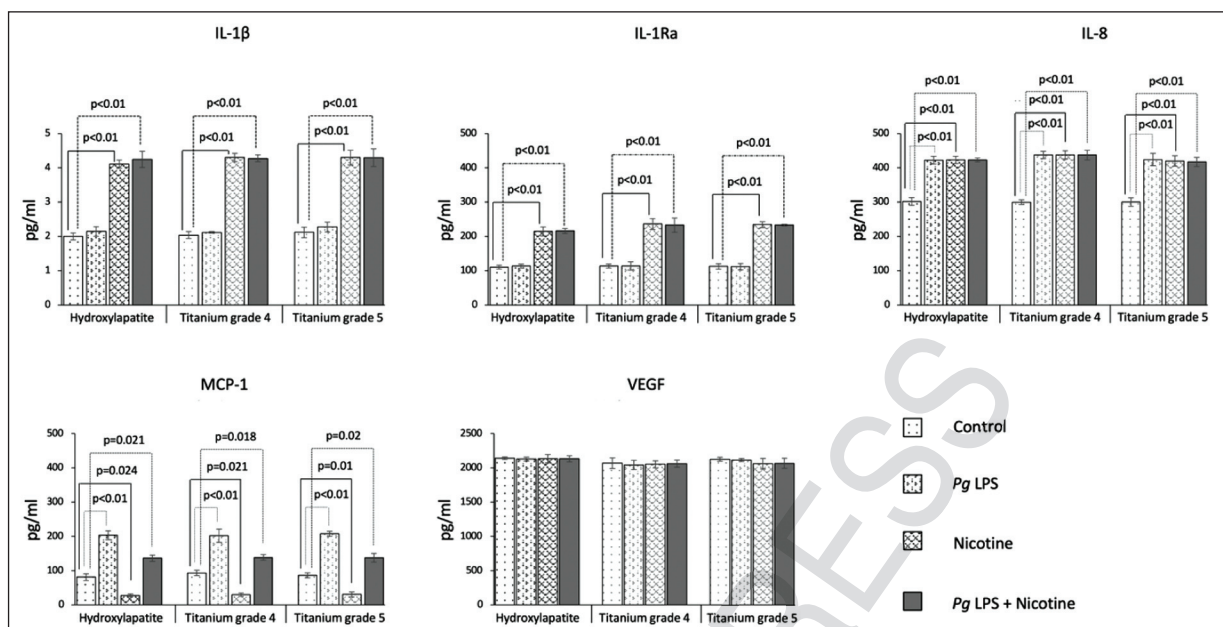 IL-1β
p<0.01 p<0.01 p<0.01
p<0.01 p<0.01 p<0.01
5
4
3
2
1
0
pg/ml
Hydroxylapatite Titanium grade 4 Titanium grade 5
IL-1Ra
p<0.01 p<0.01 p<0.01
p<0.01 p<0.01 p<0.01
500
400
300
200
100
0
pg/ml
Hydroxylapatite Titanium grade 4 Titanium grade 5
IL-8
p<0.01 p<0.01 p<0.01
p<0.01 p<0.01 p<0.01
p<0.01 p<0.01 p<0.01
500
400
300
200
100
0
pg/ml
Hydroxylapatite Titanium grade 4 Titanium grade 5
MCP-1
p=0.021 p=0.018 p=0.02
p=0.024 p=0.021 p=0.01
p<0.01 p<0.01 p<0.01
500
400
300
200
100
0
pg/ml
Hydroxylapatite Titanium grade 4 Titanium grade 5
VEGF
2500
2000
1500
1000
500
0
pg/ml
Hydroxylapatite Titanium grade 4 Titanium grade 5
Control
Pg LPS
Nicotine
Pg LPS + Nicotine
RESS